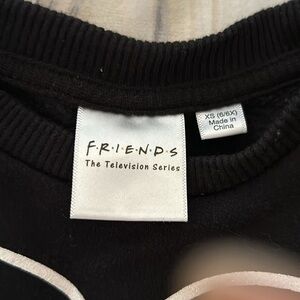 F·R·I·E·N·D·S
The Television Series
XS (6/6X)
Made in
China